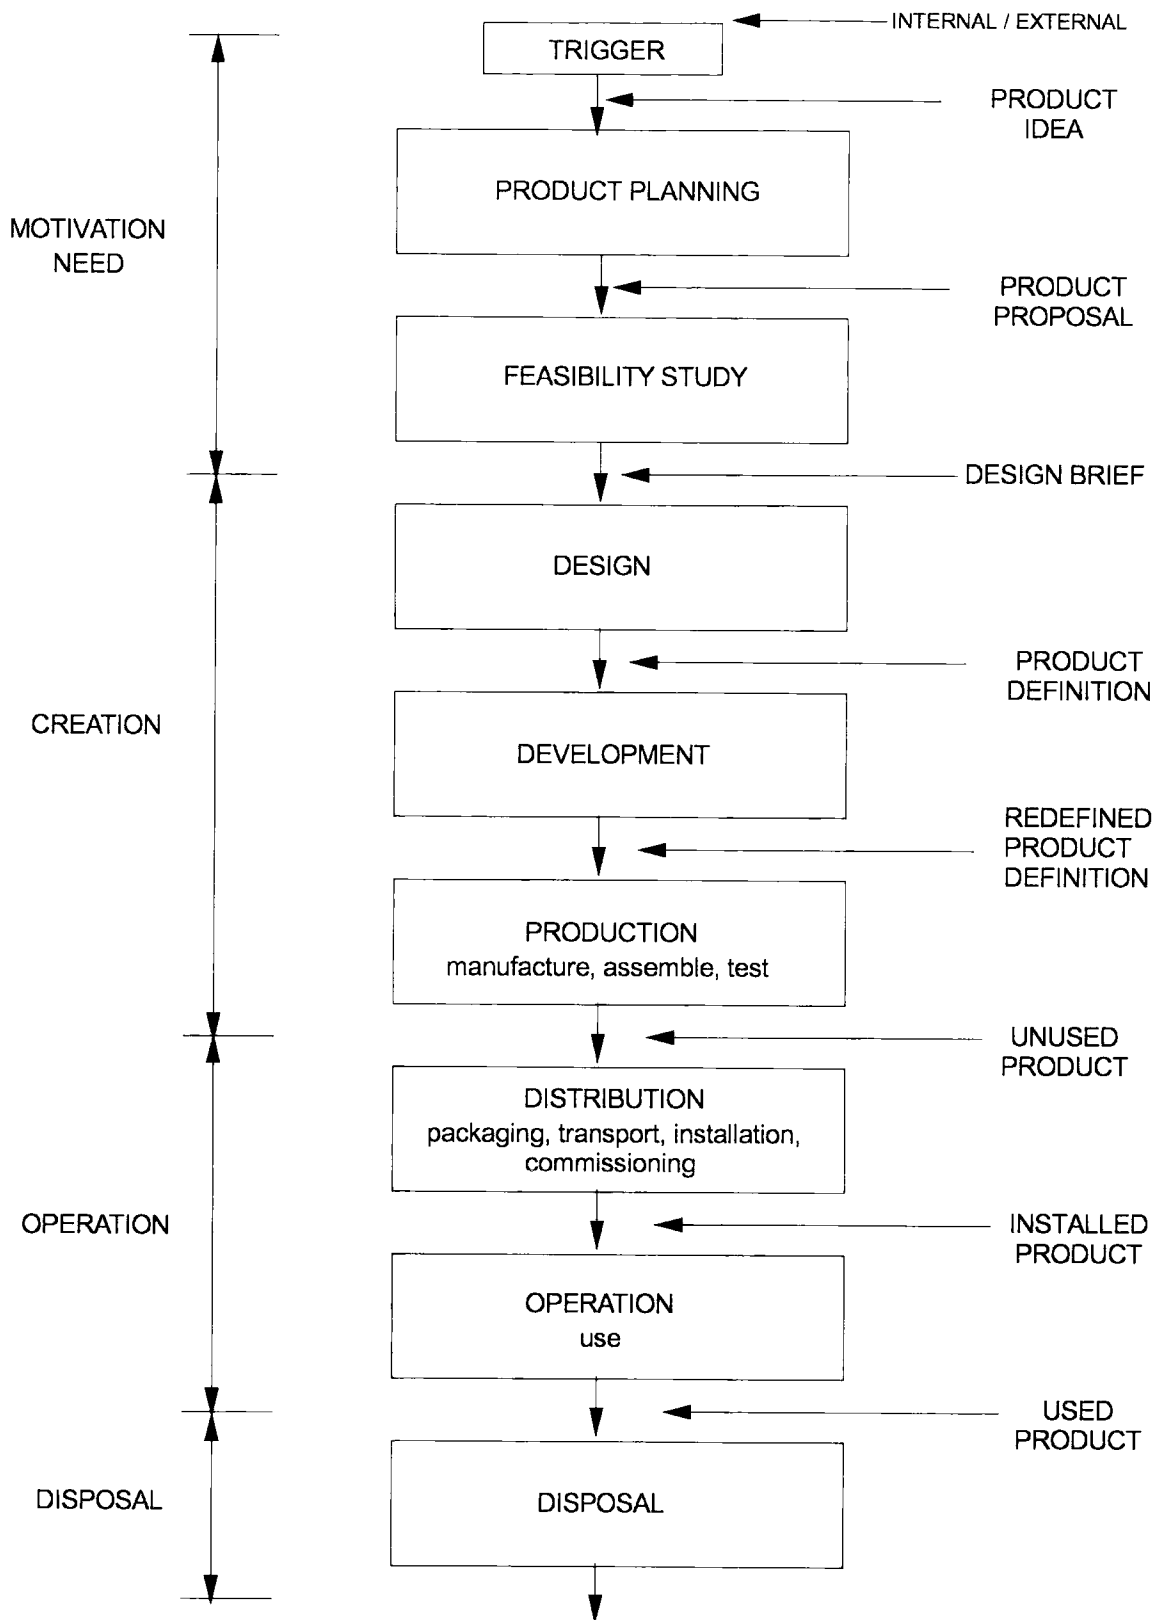 INTERNAL / EXTERNAL
TRIGGER
PRODUCT
IDEA
PRODUCT PLANNING
MOTIVATION
NEED
PRODUCT
PROPOSAL
FEASIBILITY STUDY
DESIGN BRIEF
DESIGN
PRODUCT
DEFINITION
CREATION
DEVELOPMENT
REDEFINED
PRODUCT
DEFINITION
PRODUCTION
manufacture, assemble, test
UNUSED
PRODUCT
DISTRIBUTION
packaging, transport, installation,
commissioning
OPERATION
INSTALLED
PRODUCT
OPERATION
use
USED
PRODUCT
DISPOSAL
DISPOSAL